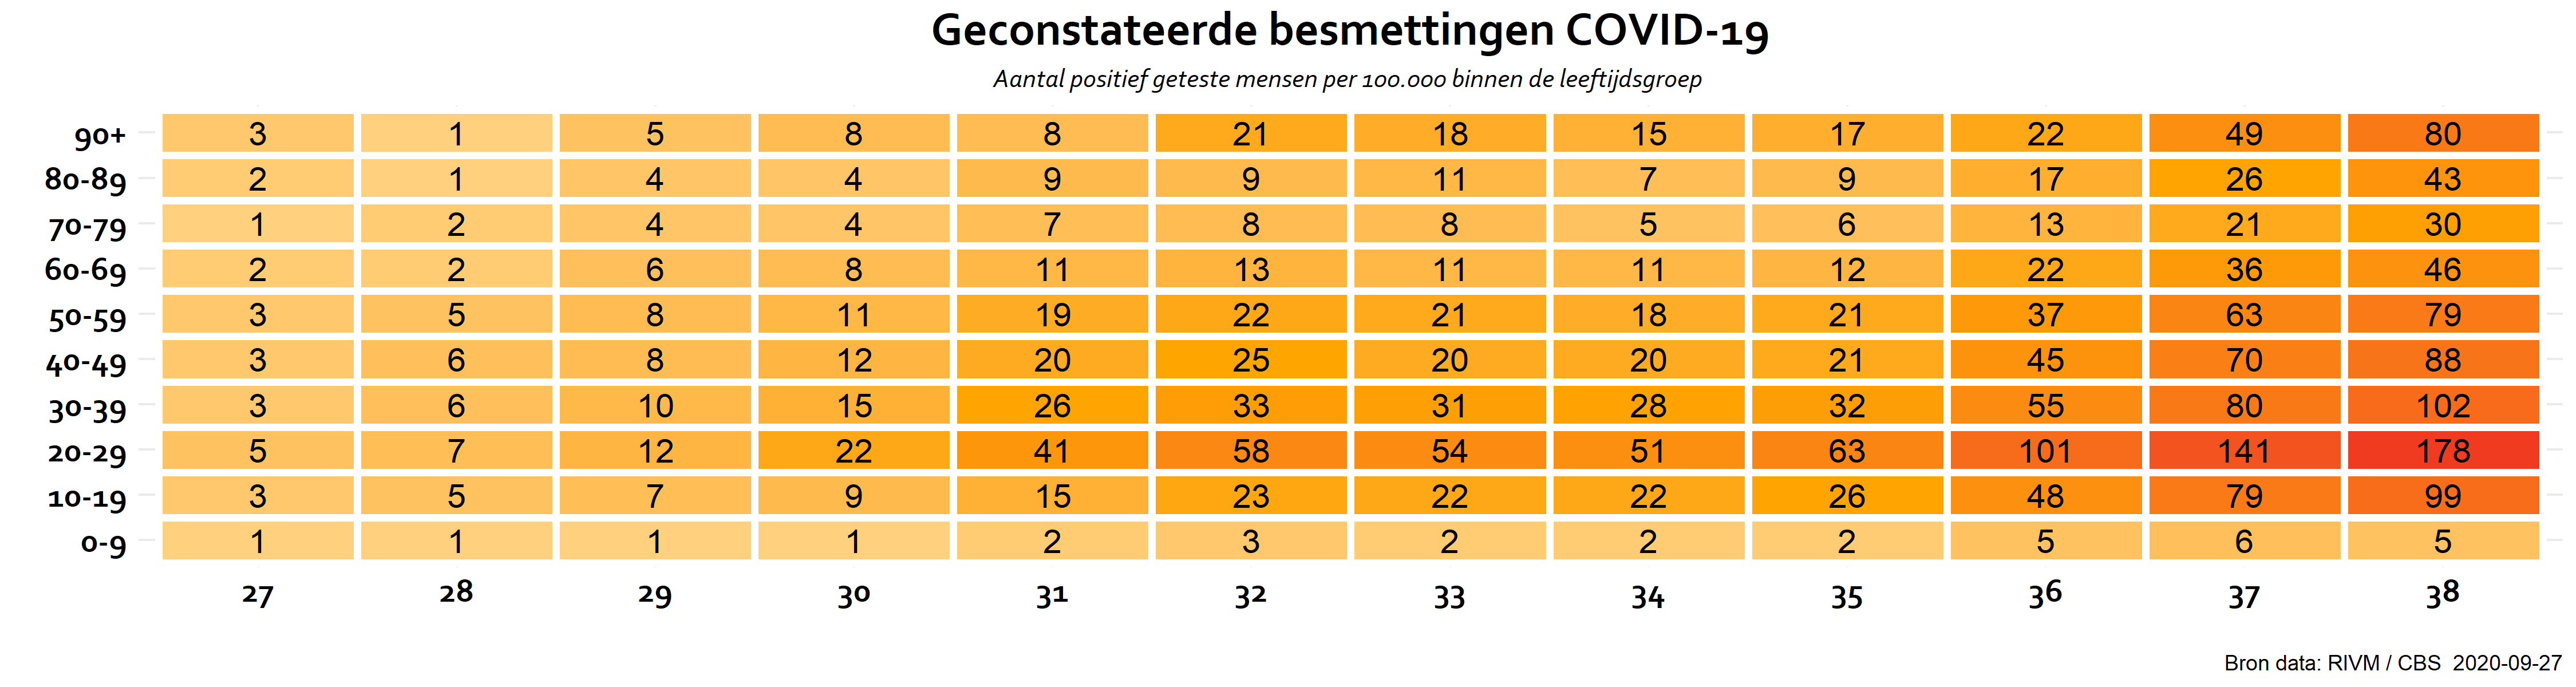 Geconstateerde besmettingen COVID-19
Aantal positief geteste mensen per 100.000 binnen de leeftijdsgroep
90+ 3 1 5 8 8 21 18 15 17 22 49 80
80-89 2 1 4 4 9 9 11 7 9 17 26 43
70-79 1 2 4 4 7 8 8 5 6 13 21 30
60-69 2 2 6 8 11 13 11 11 12 22 36 46
50-59 3 5 8 11 19 22 21 18 21 37 63 79
40-49 3 6 8 12 20 25 20 20 21 45 70 88
30-39 3 6 10 15 26 33 31 28 32 55 80 102
20-29 5 7 12 22 41 58 54 51 63 101 141 178
10-19 3 5 7 9 15 23 22 22 26 48 79 99
0-9 1 1 1 1 2 3 2 2 2 5 6 5
27 28 29 30 31 32 33 34 35 36 37 38
Bron data: RIVM / CBS 2020-09-27